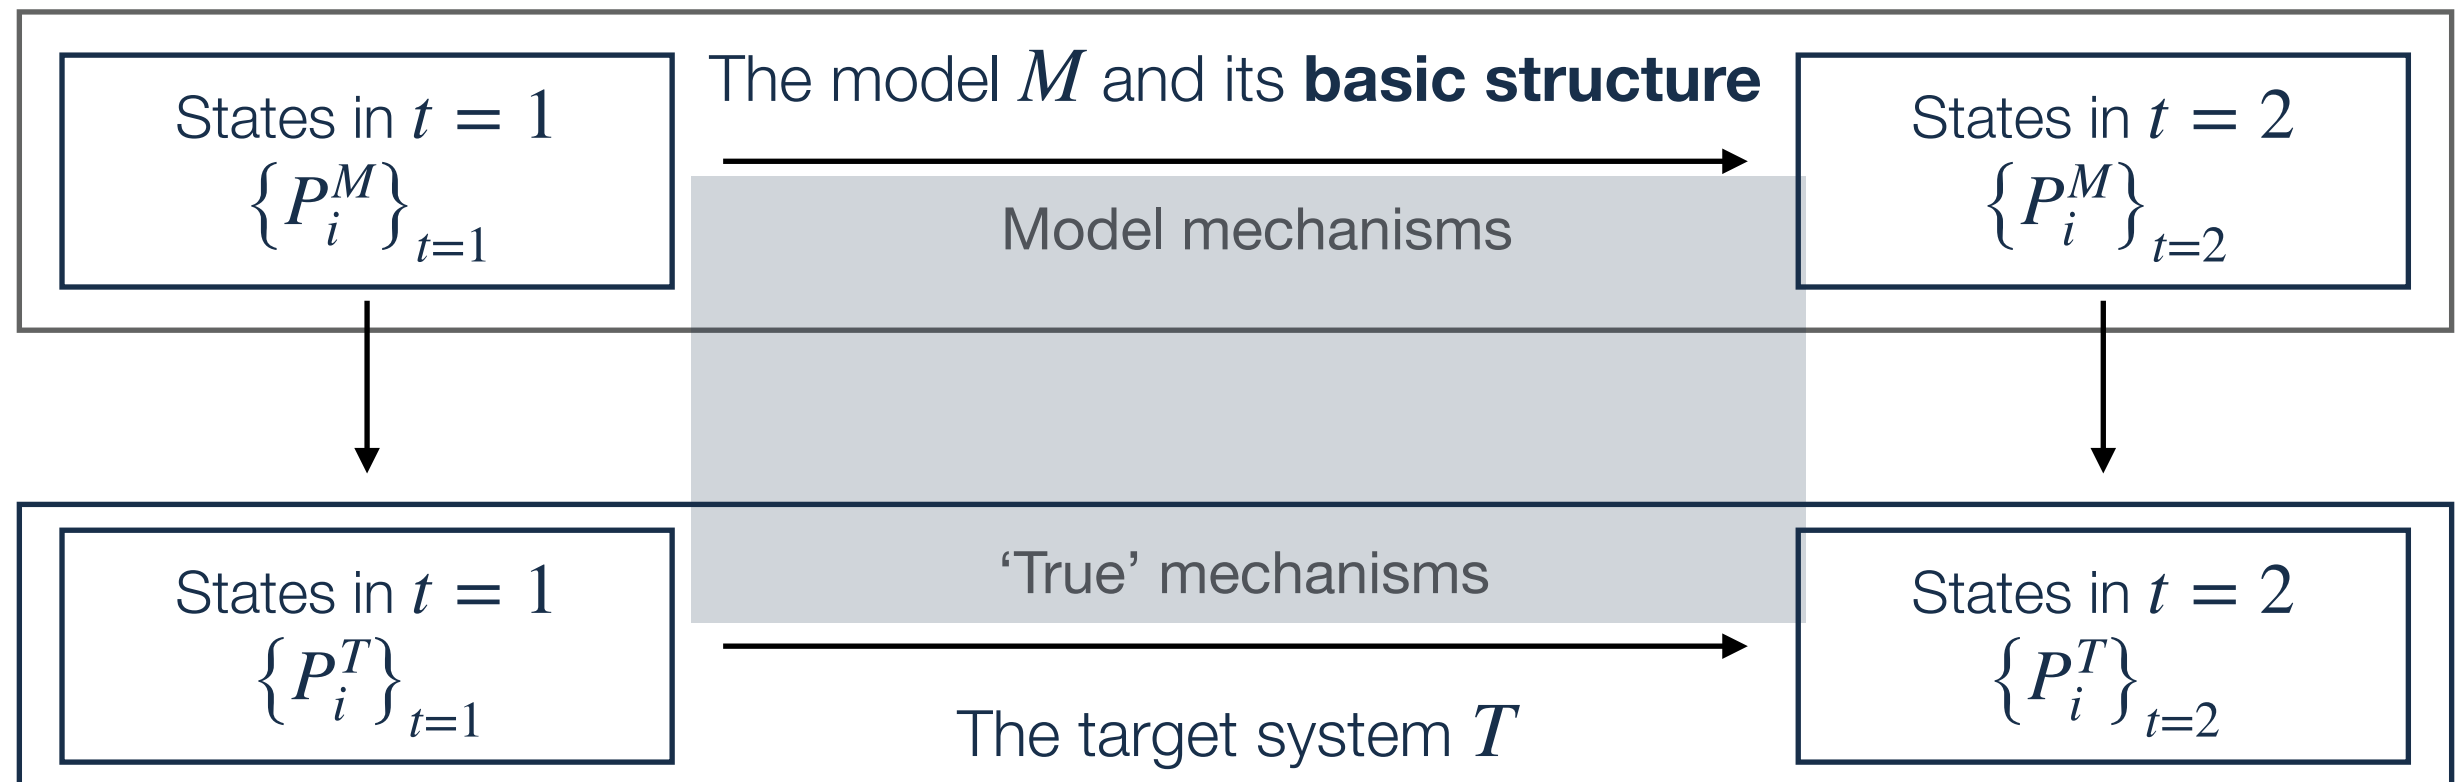 The model M and its basic structure
States in t = 1
{P_i^M}_{t=1}
States in t = 2
{P_i^M}_{t=2}
Model mechanisms
‘True’ mechanisms
States in t = 1
{P_i^T}_{t=1}
States in t = 2
{P_i^T}_{t=2}
The target system T